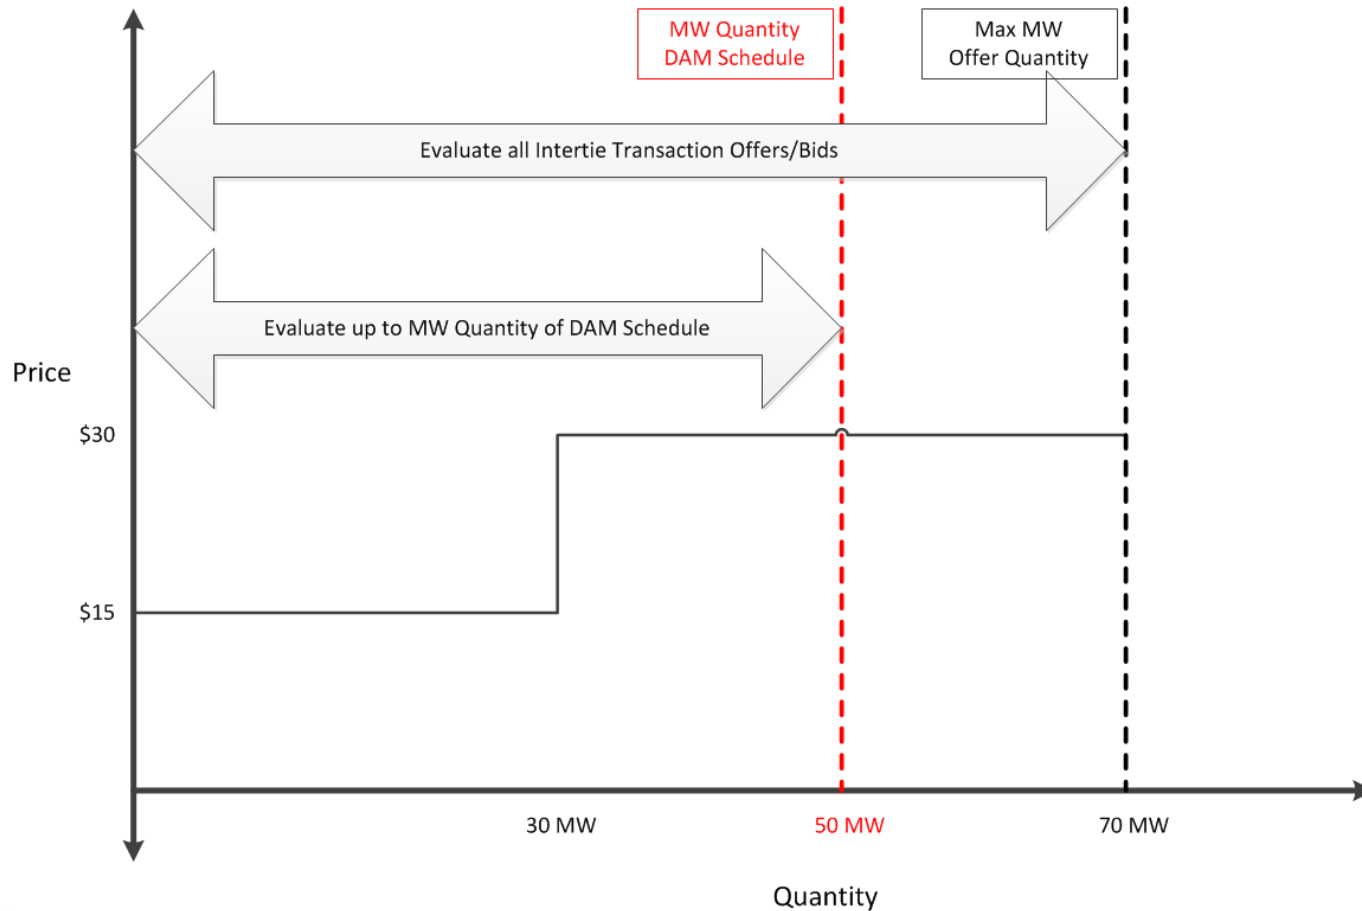 MW Quantity
DAM Schedule
Max MW
Offer Quantity
Evaluate all Intertie Transaction Offers/Bids
Evaluate up to MW Quantity of DAM Schedule
Price
$30
$15
30 MW
50 MW
70 MW
Quantity